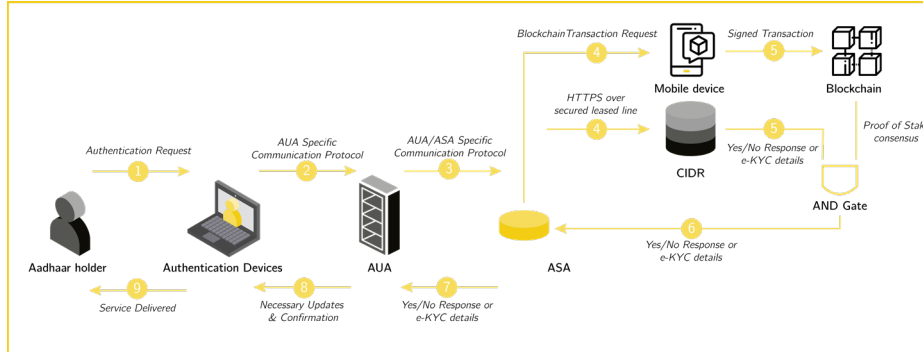 BlockchainTransaction Request
4
Signed Transaction
5
Mobile device
Blockchain
HTTPS over
secured leased line
4
5
Yes/No Response or
e-KYC details
CIDR
Proof of Stak
consensus
AND Gate
Authentication Request
1
AUA Specific
Communication Protocol
2
AUA/ASA Specific
Communication Protocol
3
6
Yes/No Response or
e-KYC details
Aadhaar holder
Authentication Devices
AUA
ASA
9
Service Delivered
8
Necessary Updates
& Confirmation
7
Yes/No Response or
e-KYC details